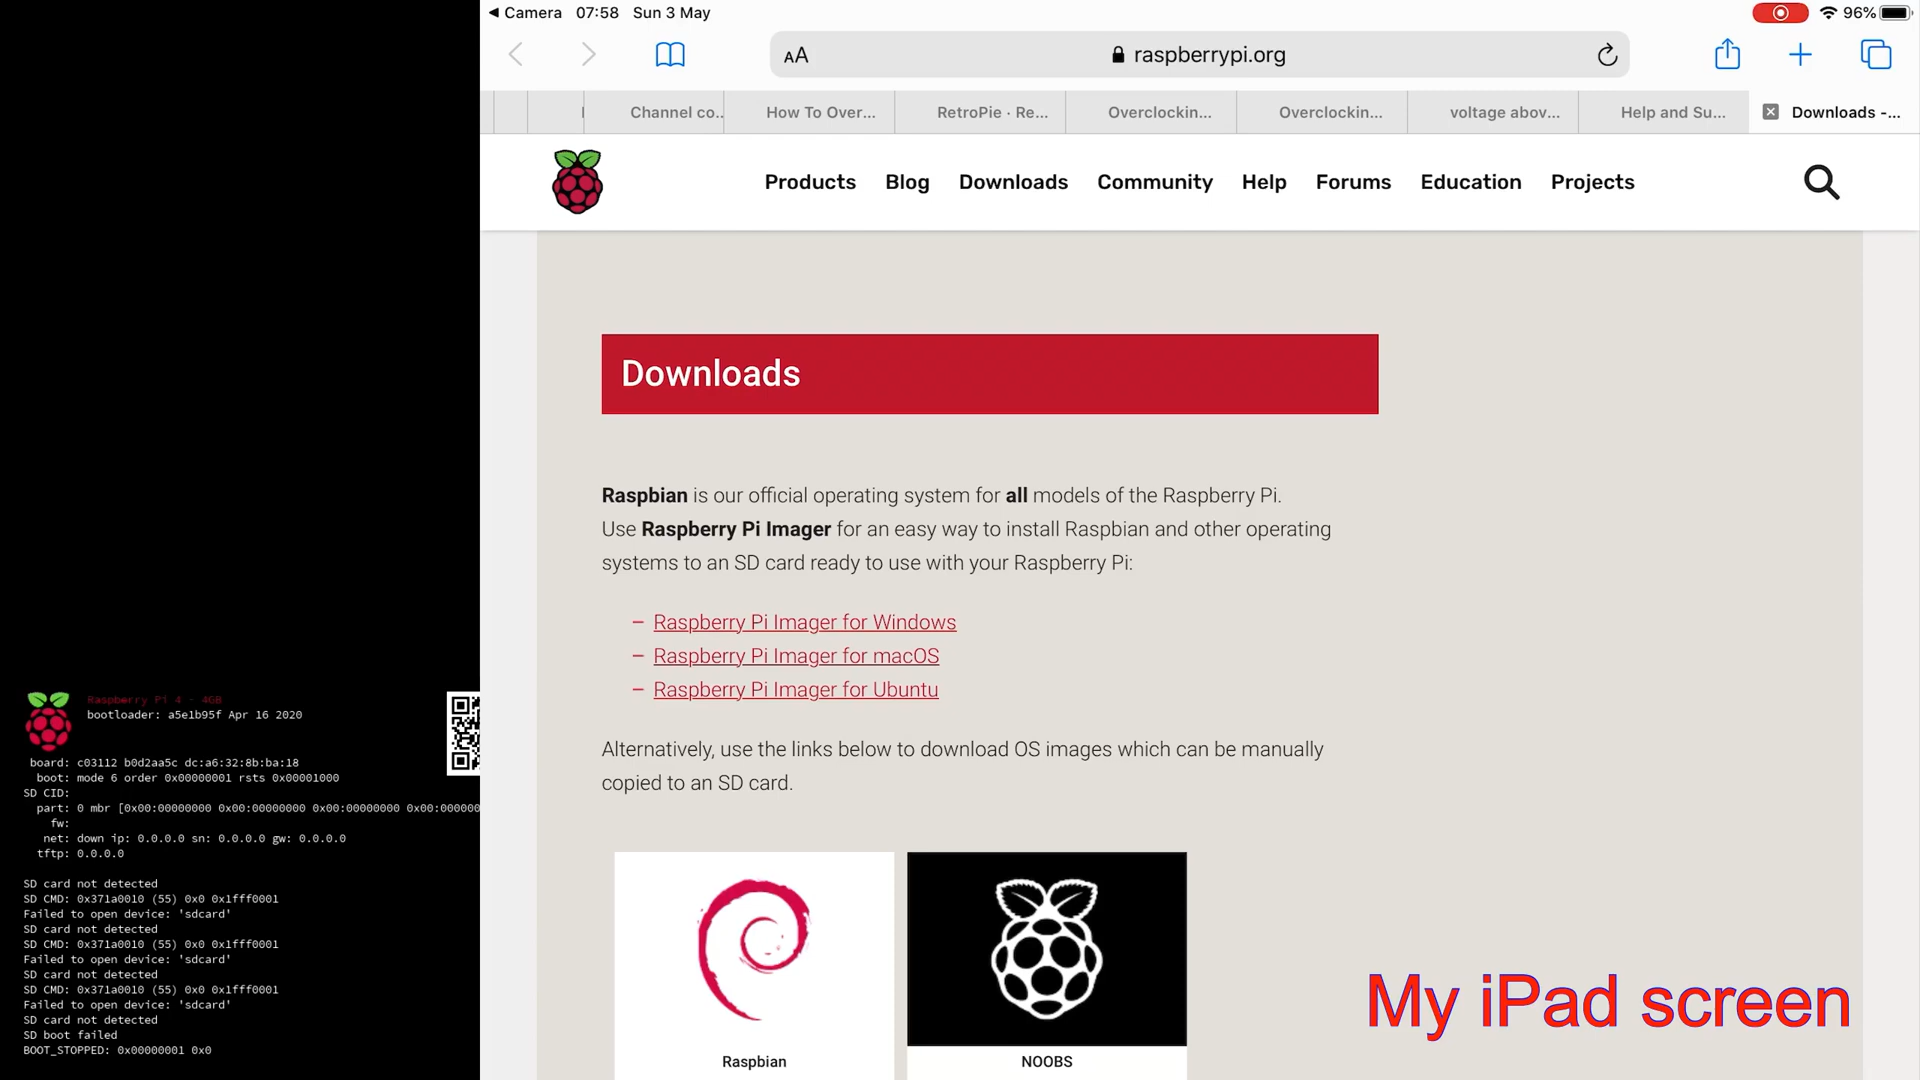 Camera 07:58 Sun 3 May
96%
AA raspberrypi.org
Channel co.. How To Over... RetroPie · Re... Overclockin... Overclockin... voltage abov... Help and Su... Downloads -...
Products Blog Downloads Community Help Forums Education Projects
Downloads
Raspbian is our official operating system for all models of the Raspberry Pi.
Use Raspberry Pi Imager for an easy way to install Raspbian and other operating
systems to an SD card ready to use with your Raspberry Pi:
– Raspberry Pi Imager for Windows
– Raspberry Pi Imager for macOS
– Raspberry Pi Imager for Ubuntu
Alternatively, use the links below to download OS images which can be manually
copied to an SD card.
Raspbian
NOOBS
My iPad screen
Raspberry Pi 4 - 4GB
bootloader: a5e1b95f Apr 16 2020
board: c03112 b0d2aa5c dc:a6:32:8b:ba:18
boot: mode 6 order 0x00000001 rsts 0x00001000
SD CID:
part: 0 mbr [0x00:00000000 0x00:00000000 0x00:00000000 0x00:000000
fw:
net: down ip: 0.0.0.0 sn: 0.0.0.0 gw: 0.0.0.0
tftp: 0.0.0.0
SD card not detected
SD CMD: 0x371a0010 (55) 0x0 0x1fff0001
Failed to open device: 'sdcard'
SD card not detected
SD CMD: 0x371a0010 (55) 0x0 0x1fff0001
Failed to open device: 'sdcard'
SD card not detected
SD CMD: 0x371a0010 (55) 0x0 0x1fff0001
Failed to open device: 'sdcard'
SD card not detected
SD boot failed
BOOT_STOPPED: 0x00000001 0x0